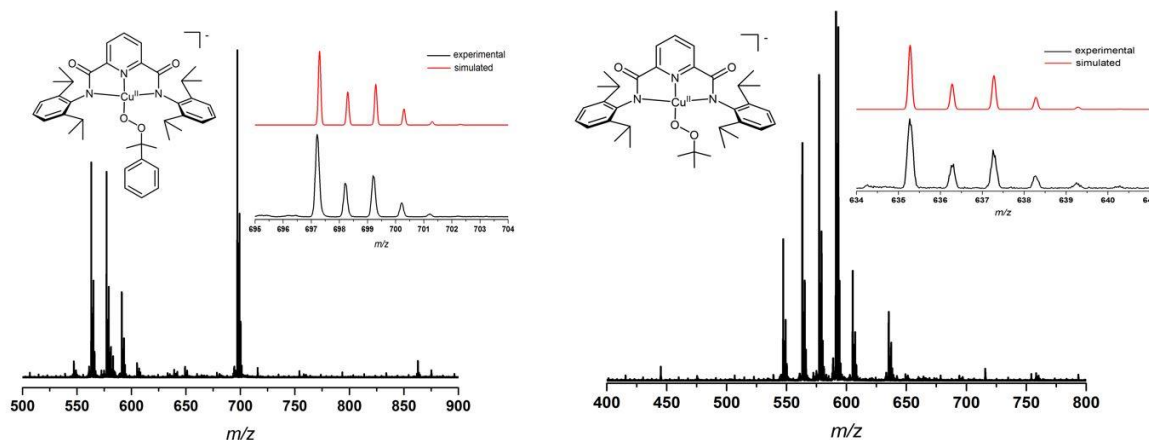 ⁻
O
O
N
N
N
Cu^II
O
O
experimental
simulated
695 696 697 698 699 700 701 702 703 704
m/z
500 550 600 650 700 750 800 850 900
m/z
⁻
O
O
N
N
N
Cu^II
O
O
experimental
simulated
634 635 636 637 638 639 640 64
m/z
400 450 500 550 600 650 700 750 800
m/z